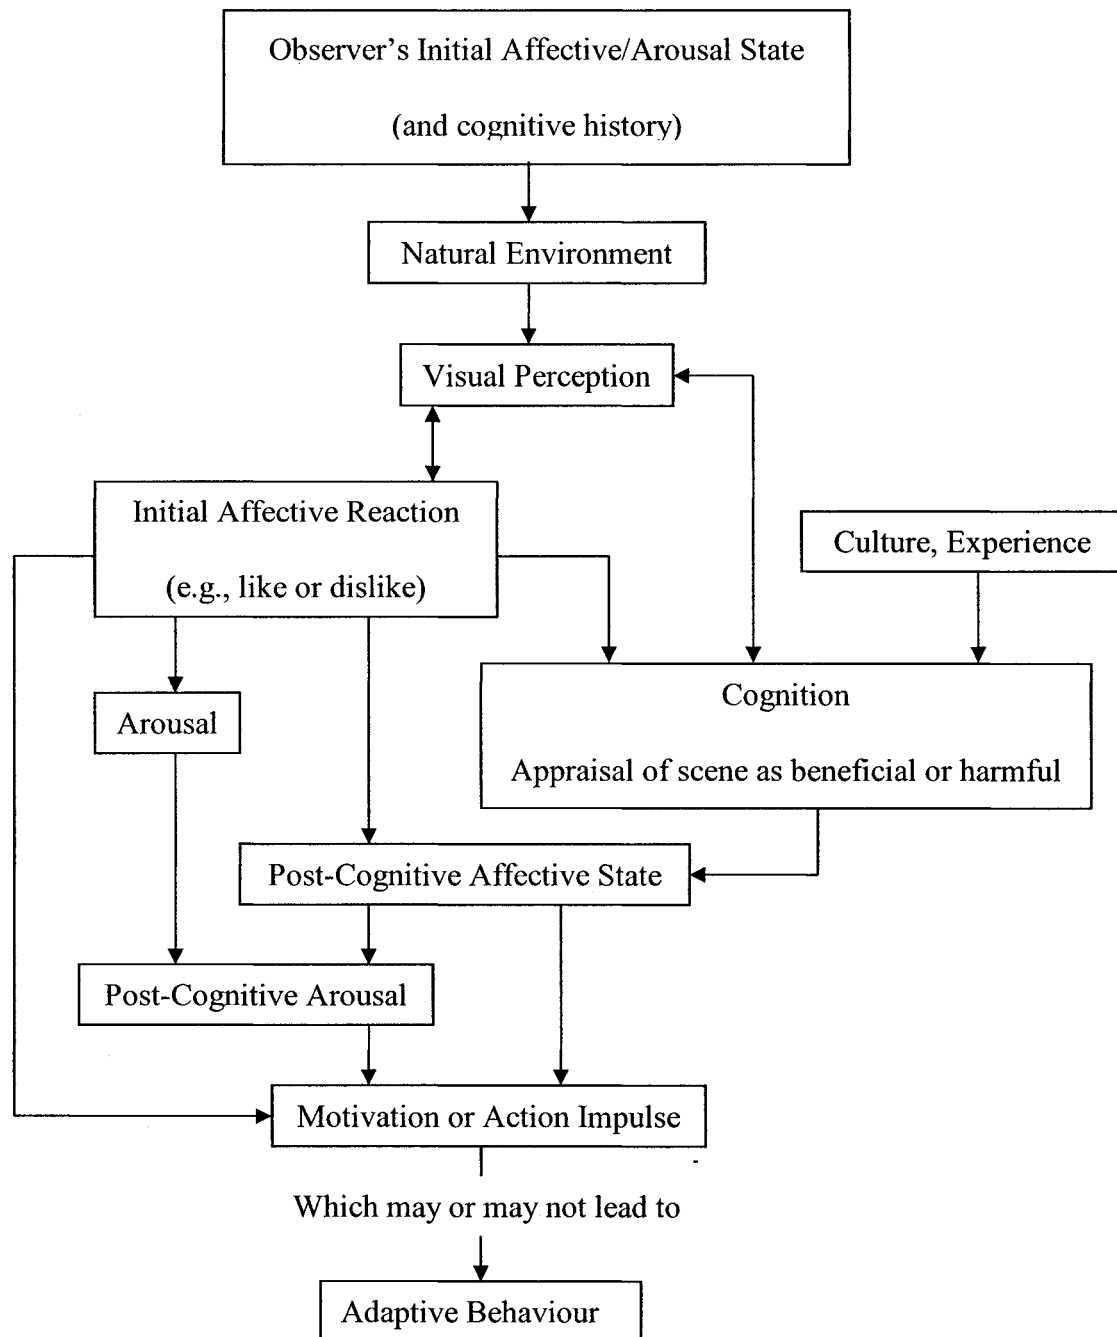 Observer's Initial Affective/Arousal State
(and cognitive history)
Natural Environment
Visual Perception
Initial Affective Reaction
(e.g., like or dislike)
Culture, Experience
Arousal
Cognition
Appraisal of scene as beneficial or harmful
Post-Cognitive Affective State
Post-Cognitive Arousal
Motivation or Action Impulse
Which may or may not lead to
Adaptive Behaviour